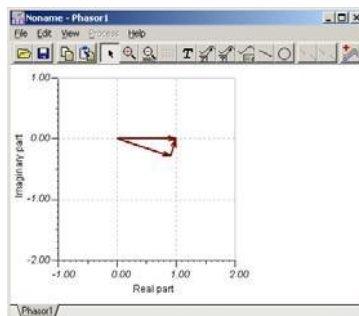 Noname - Phasor1
File Edit View Process Help
T
1.00
0.00
-1.00
-2.00
Imaginary part
-1.00 0.00 1.00 2.00
Real part
Phasor1